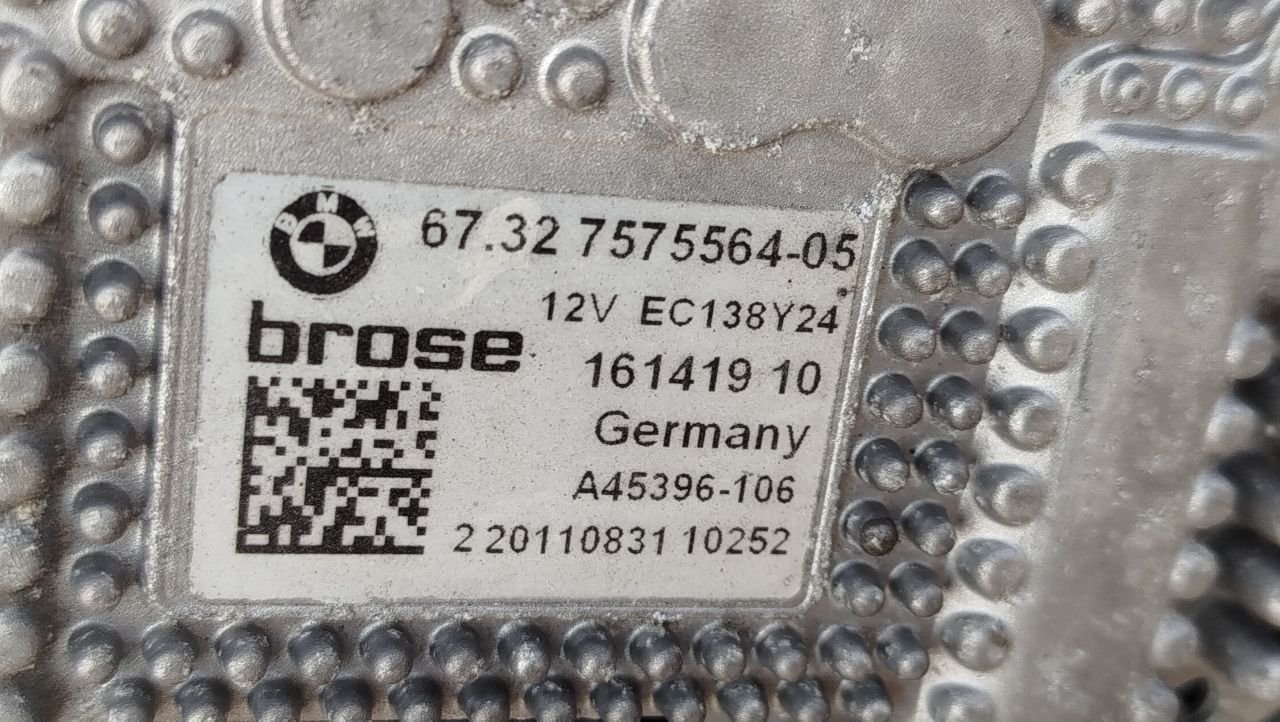 BMW
67.32 7575564-05
12V EC138Y24
brose
161419 10
Germany
A45396-106
2 20110831 10252